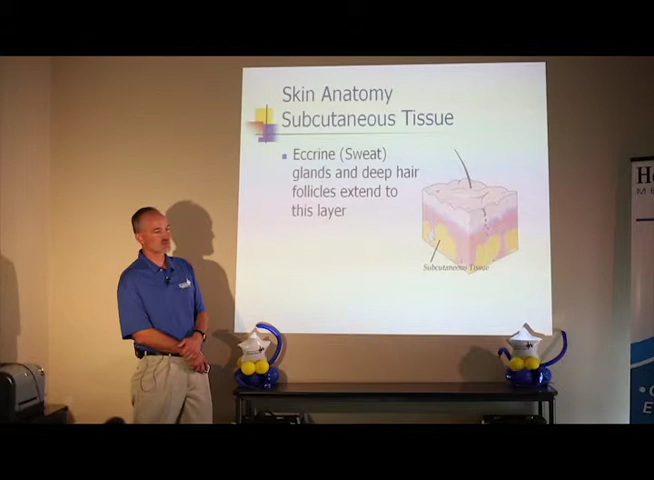 Skin Anatomy
Subcutaneous Tissue
Eccrine (Sweat)
glands and deep hair
follicles extend to
this layer
Subcutaneous Tissue